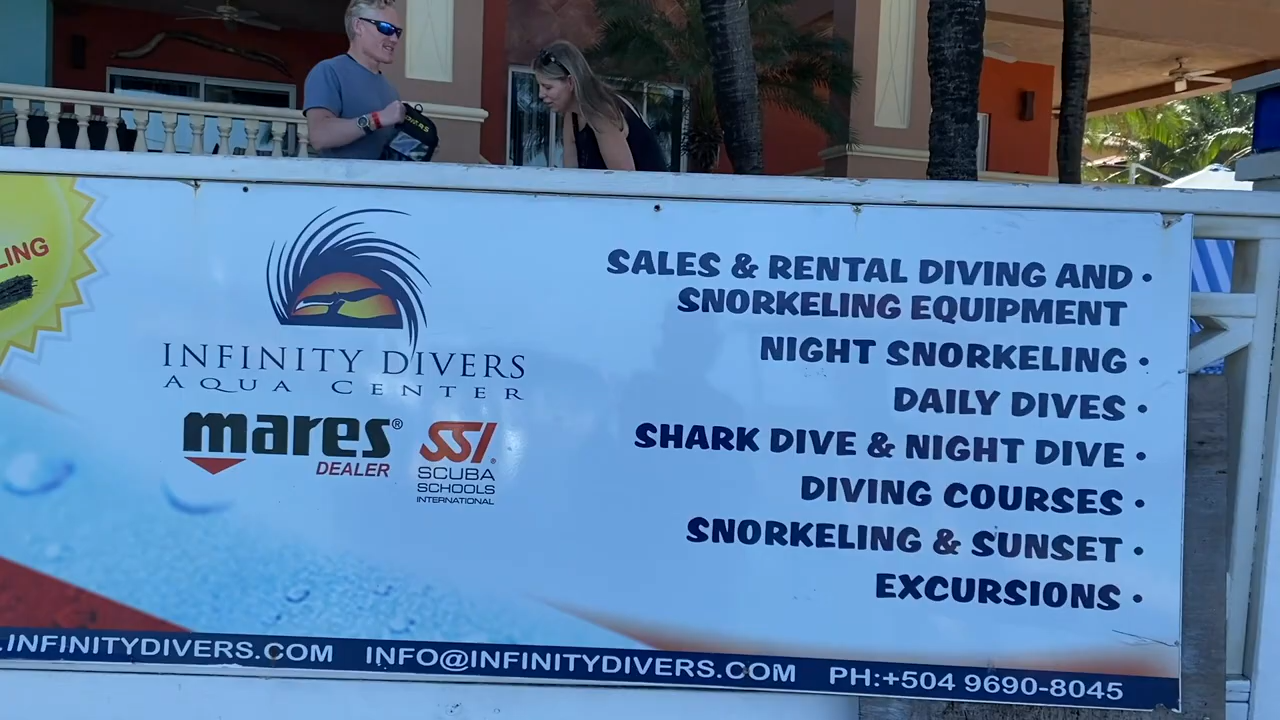 LING
INFINITY DIVERS
AQUA CENTER
mares®
DEALER
SSI®
SCUBA
SCHOOLS
INTERNATIONAL
SALES & RENTAL DIVING AND •
SNORKELING EQUIPMENT
NIGHT SNORKELING •
DAILY DIVES •
SHARK DIVE & NIGHT DIVE •
DIVING COURSES •
SNORKELING & SUNSET •
EXCURSIONS •
.INFINITYDIVERS.COM INFO@INFINITYDIVERS.COM PH:+504 9690-8045